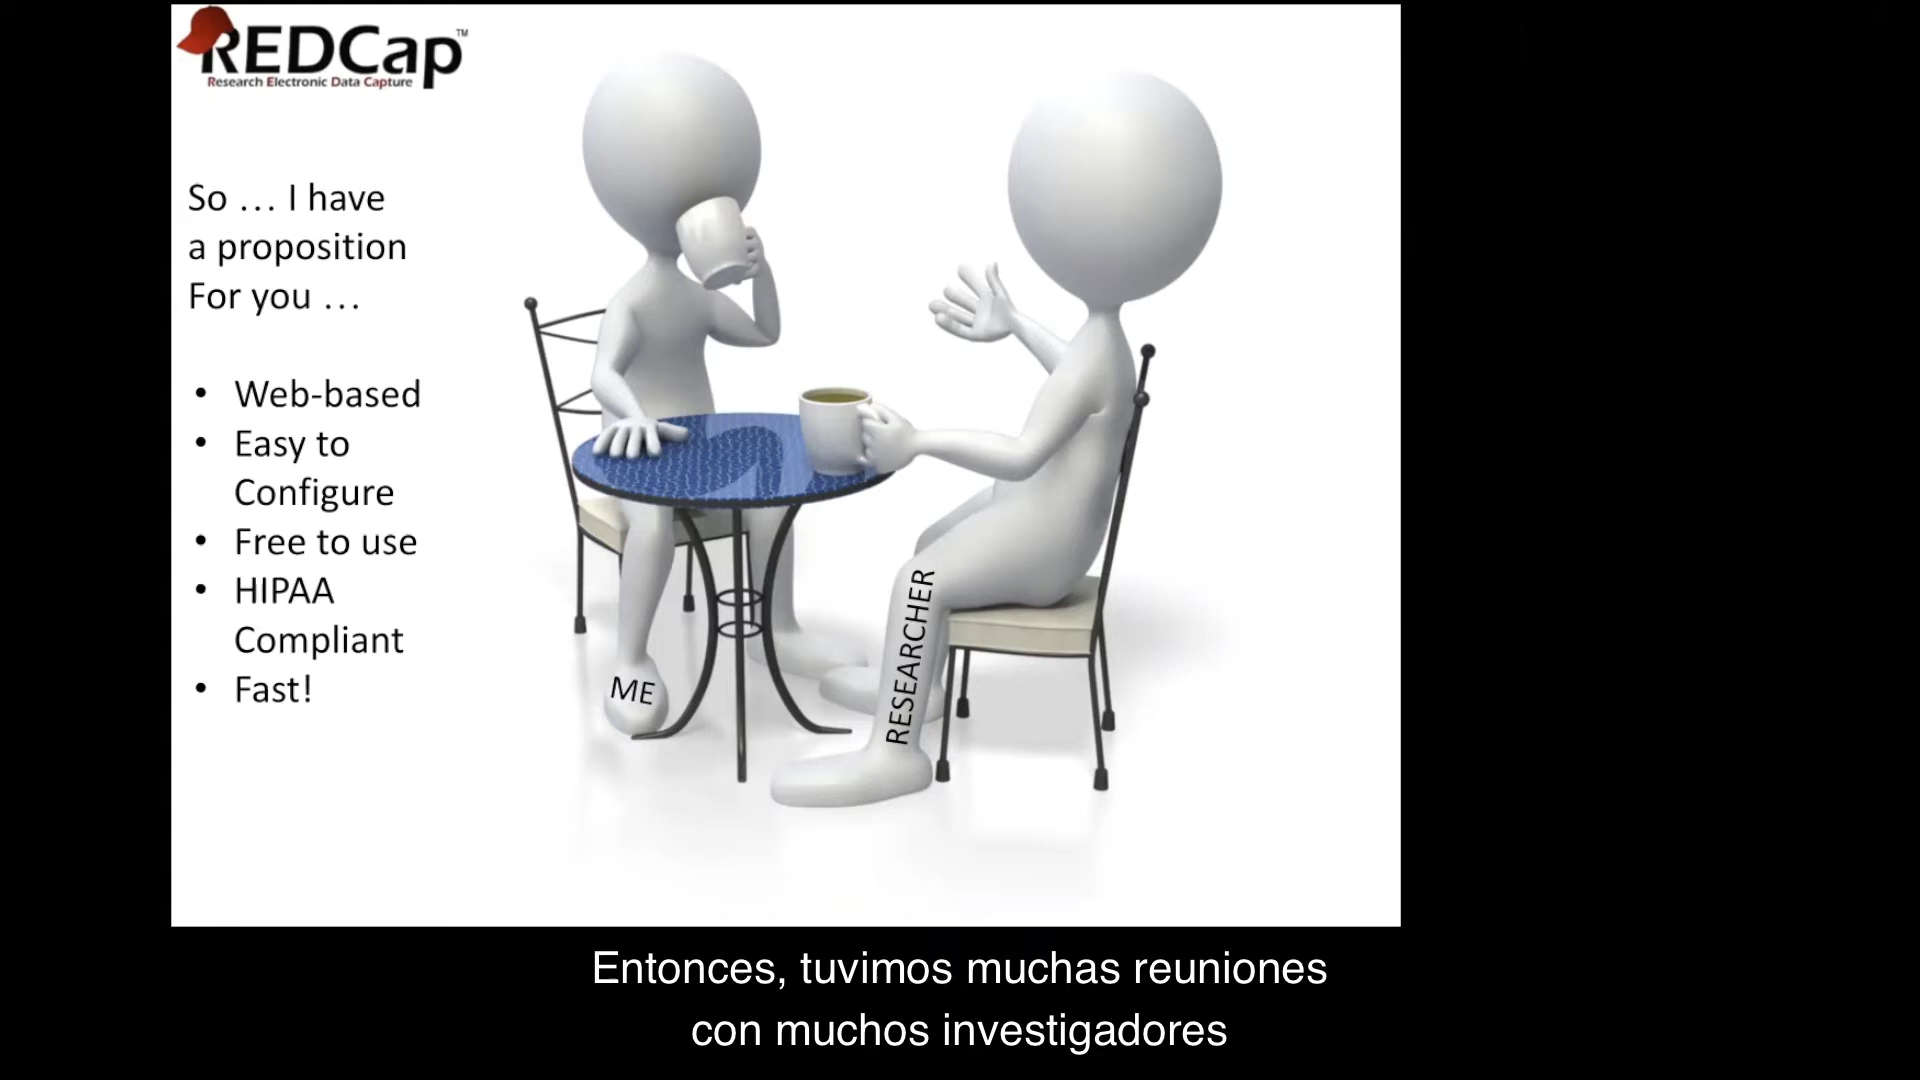 REDCap™
Research Electronic Data Capture
So … I have
a proposition
For you …
• Web-based
• Easy to
Configure
• Free to use
• HIPAA
Compliant
• Fast!
ME
RESEARCHER
Entonces, tuvimos muchas reuniones
con muchos investigadores